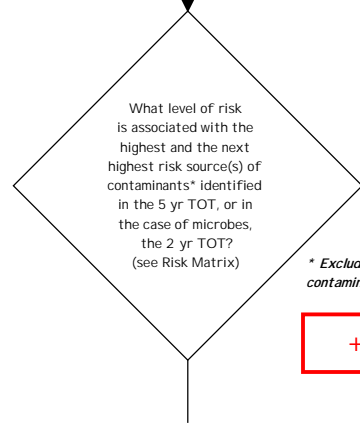 What level of risk
is associated with the
highest and the next
highest risk source(s) of
contaminants* identified
in the 5 yr TOT, or in
the case of microbes,
the 2 yr TOT?
(see Risk Matrix)
* Exclud
contamin
+